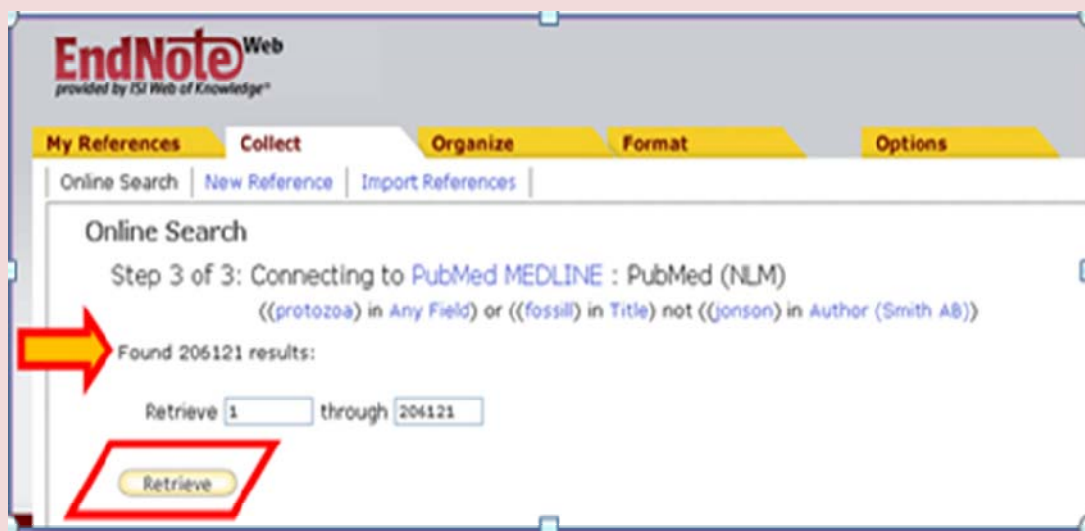 EndNote Web
provided by ISI Web of Knowledge®
My References Collect Organize Format Options
Online Search New Reference Import References
Online Search
Step 3 of 3: Connecting to PubMed MEDLINE : PubMed (NLM)
((protozoa) in Any Field) or ((fossill) in Title) not ((jonson) in Author (Smith AB))
Found 206121 results:
Retrieve 1 through 206121
Retrieve